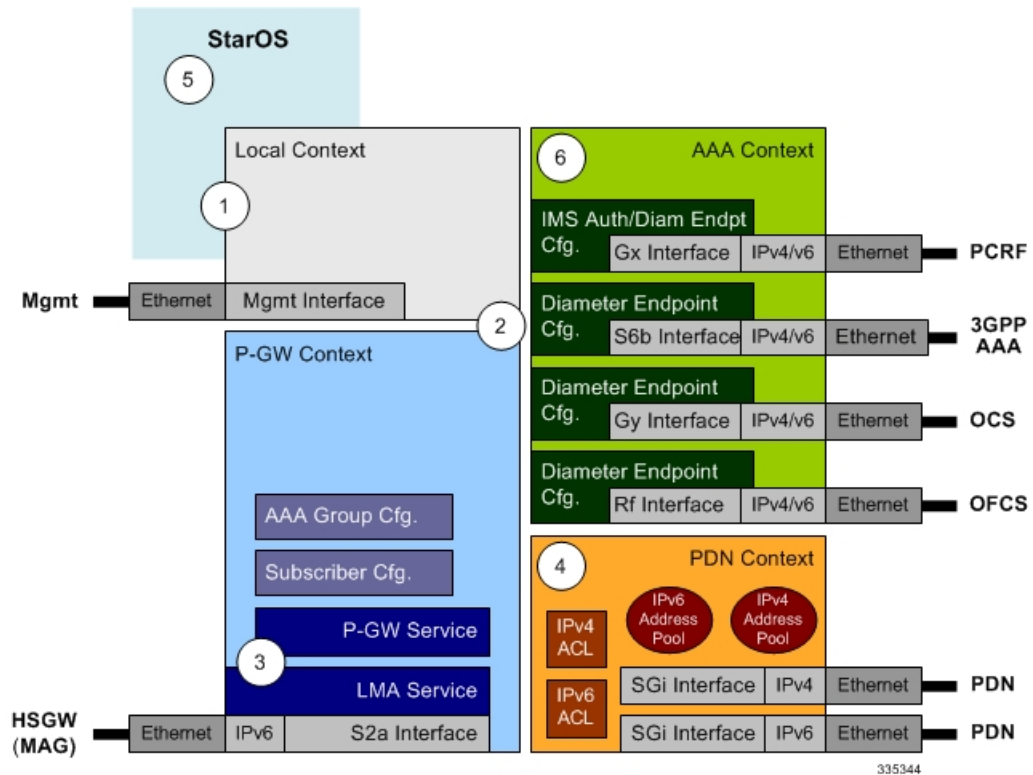 StarOS
5
Local Context
1
Mgmt
Ethernet
Mgmt Interface
2
P-GW Context
AAA Group Cfg.
Subscriber Cfg.
P-GW Service
3
LMA Service
HSGW
(MAG)
Ethernet
IPv6
S2a Interface
6
AAA Context
IMS Auth/Diam Endpt
Cfg.
Gx Interface
IPv4/v6
Ethernet
PCRF
Diameter Endpoint
Cfg.
S6b Interface
IPv4/v6
Ethernet
3GPP
AAA
Diameter Endpoint
Cfg.
Gy Interface
IPv4/v6
Ethernet
OCS
Diameter Endpoint
Cfg.
Rf Interface
IPv4/v6
Ethernet
OFCS
4
PDN Context
IPv6
Address
Pool
IPv4
Address
Pool
IPv4
ACL
IPv6
ACL
SGi Interface
IPv4
Ethernet
PDN
SGi Interface
IPv6
Ethernet
PDN
335344